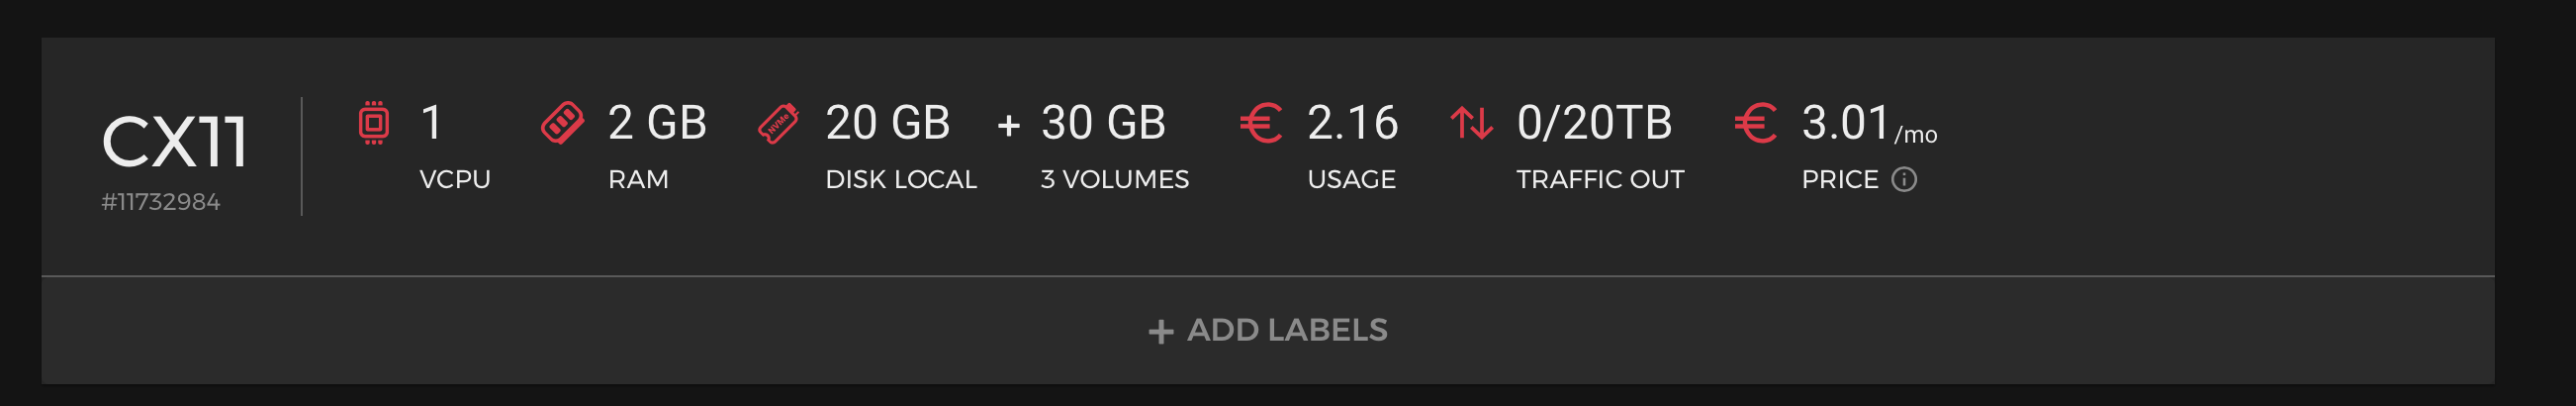 CX11
#11732984
1
VCPU
2 GB
RAM
NVMe
20 GB
DISK LOCAL
+ 30 GB
3 VOLUMES
€ 2.16
USAGE
0/20TB
TRAFFIC OUT
€ 3.01/mo
PRICE
+ ADD LABELS